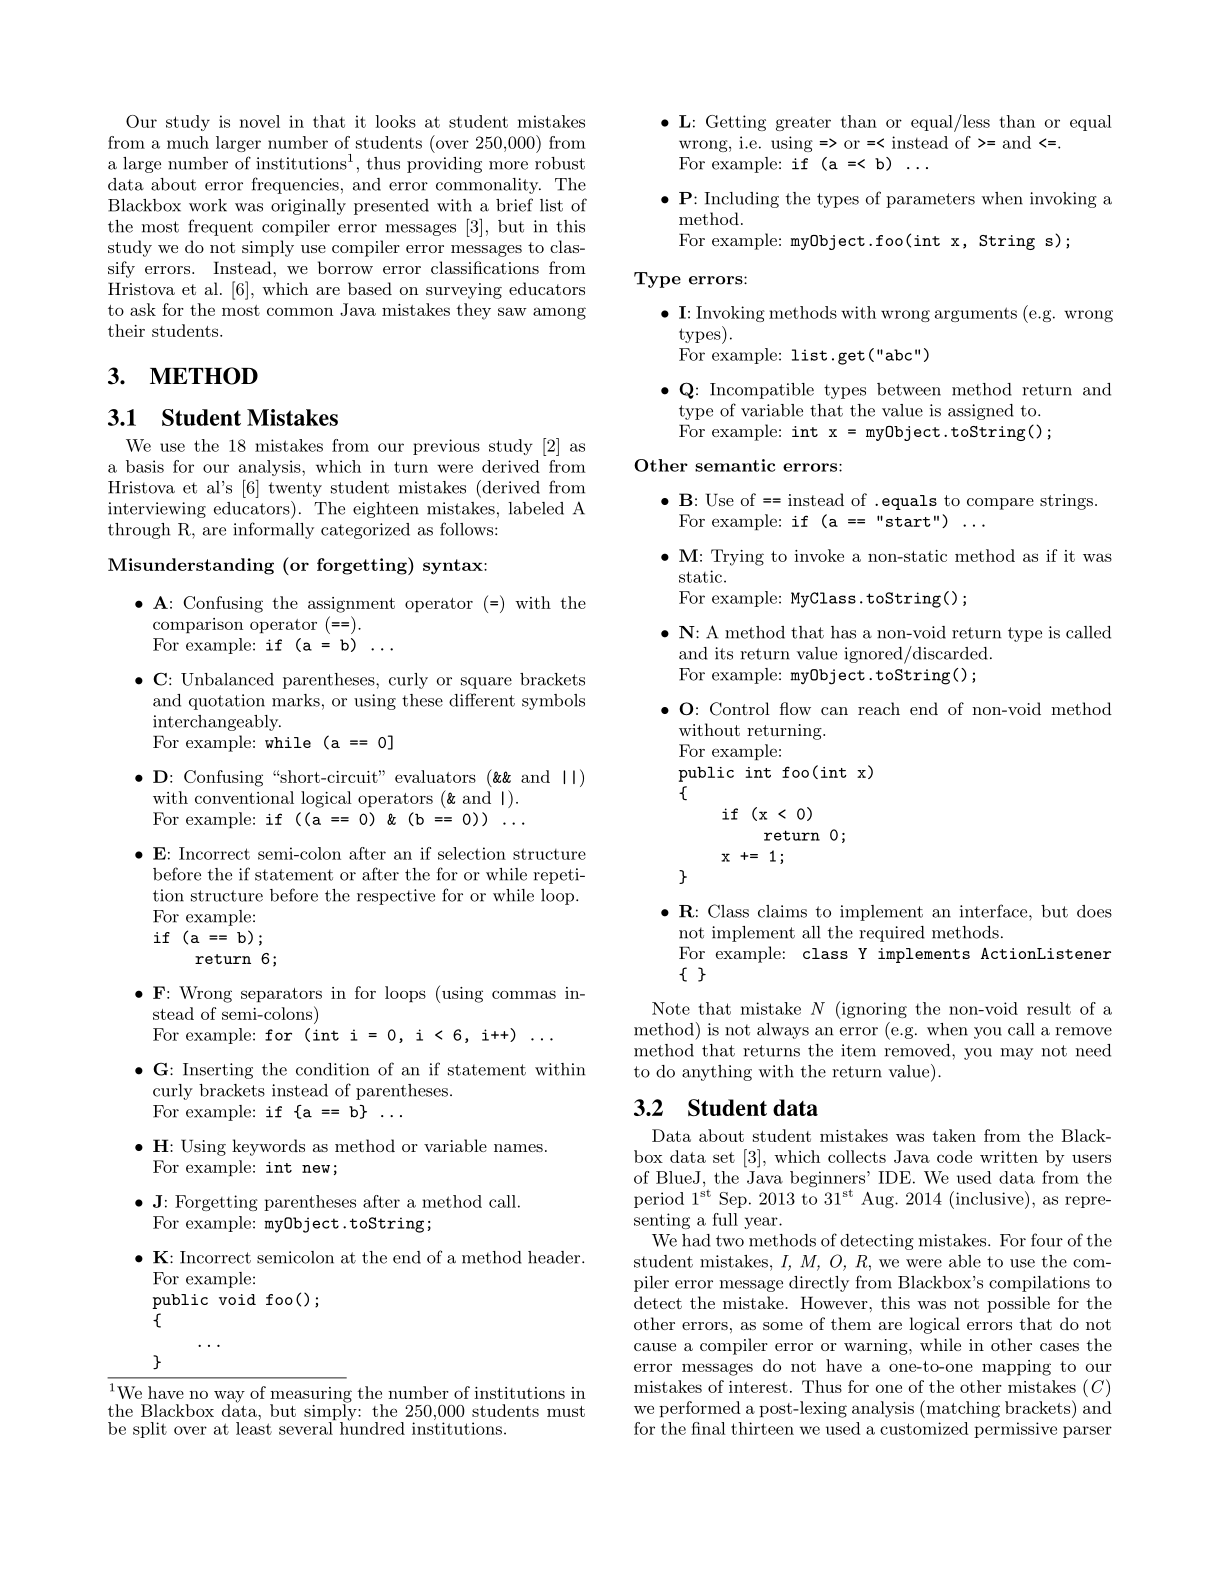 Our study is novel in that it looks at student mistakes
from a much larger number of students (over 250,000) from
a large number of institutions1, thus providing more robust
data about error frequencies, and error commonality. The
Blackbox work was originally presented with a brief list of
the most frequent compiler error messages [3], but in this
study we do not simply use compiler error messages to clas-
sify errors. Instead, we borrow error classifications from
Hristova et al. [6], which are based on surveying educators
to ask for the most common Java mistakes they saw among
their students.
3. METHOD
3.1 Student Mistakes
We use the 18 mistakes from our previous study [2] as
a basis for our analysis, which in turn were derived from
Hristova et al's [6] twenty student mistakes (derived from
interviewing educators). The eighteen mistakes, labeled A
through R, are informally categorized as follows:
Misunderstanding (or forgetting) syntax:
• A: Confusing the assignment operator (=) with the
comparison operator (==).
For example: if (a = b) ...
• C: Unbalanced parentheses, curly or square brackets
and quotation marks, or using these different symbols
interchangeably.
For example: while (a == 0]
• D: Confusing “short-circuit” evaluators (&& and ||)
with conventional logical operators (& and |).
For example: if ((a == 0) & (b == 0)) ...
• E: Incorrect semi-colon after an if selection structure
before the if statement or after the for or while repeti-
tion structure before the respective for or while loop.
For example:
if (a == b);
return 6;
• F: Wrong separators in for loops (using commas in-
stead of semi-colons)
For example: for (int i = 0, i < 6, i++) ...
• G: Inserting the condition of an if statement within
curly brackets instead of parentheses.
For example: if {a == b} ...
• H: Using keywords as method or variable names.
For example: int new;
• J: Forgetting parentheses after a method call.
For example: myObject.toString;
• K: Incorrect semicolon at the end of a method header.
For example:
public void foo();
{
...
}
1We have no way of measuring the number of institutions in
the Blackbox data, but simply: the 250,000 students must
be split over at least several hundred institutions.
• L: Getting greater than or equal/less than or equal
wrong, i.e. using => or =< instead of >= and <=.
For example: if (a =< b) ...
• P: Including the types of parameters when invoking a
method.
For example: myObject.foo(int x, String s);
Type errors:
• I: Invoking methods with wrong arguments (e.g. wrong
types).
For example: list.get("abc")
• Q: Incompatible types between method return and
type of variable that the value is assigned to.
For example: int x = myObject.toString();
Other semantic errors:
• B: Use of == instead of .equals to compare strings.
For example: if (a == "start") ...
• M: Trying to invoke a non-static method as if it was
static.
For example: MyClass.toString();
• N: A method that has a non-void return type is called
and its return value ignored/discarded.
For example: myObject.toString();
• O: Control flow can reach end of non-void method
without returning.
For example:
public int foo(int x)
{
if (x < 0)
return 0;
x += 1;
}
• R: Class claims to implement an interface, but does
not implement all the required methods.
For example: class Y implements ActionListener
{ }
Note that mistake N (ignoring the non-void result of a
method) is not always an error (e.g. when you call a remove
method that returns the item removed, you may not need
to do anything with the return value).
3.2 Student data
Data about student mistakes was taken from the Black-
box data set [3], which collects Java code written by users
of BlueJ, the Java beginners' IDE. We used data from the
period 1st Sep. 2013 to 31st Aug. 2014 (inclusive), as repre-
senting a full year.
We had two methods of detecting mistakes. For four of the
student mistakes, I, M, O, R, we were able to use the com-
piler error message directly from Blackbox's compilations to
detect the mistake. However, this was not possible for the
other errors, as some of them are logical errors that do not
cause a compiler error or warning, while in other cases the
error messages do not have a one-to-one mapping to our
mistakes of interest. Thus for one of the other mistakes (C)
we performed a post-lexing analysis (matching brackets) and
for the final thirteen we used a customized permissive parser